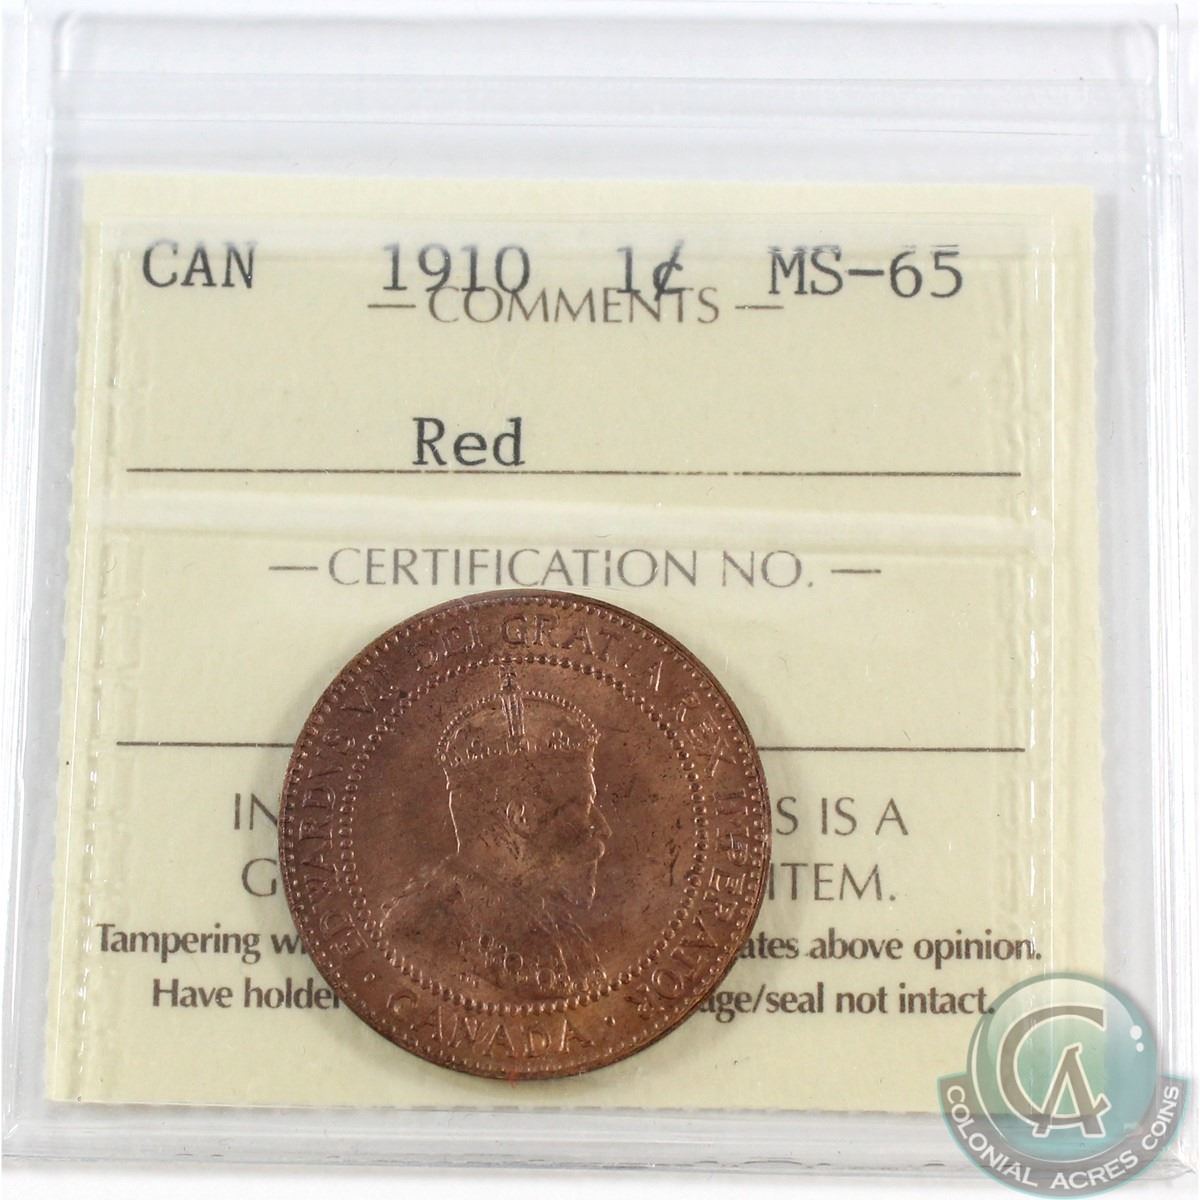 CAN 1910 1¢ MS-65
— COMMENTS —
Red
— CERTIFICATION NO. —
EDWARDVS VII DEI GRATIA REX IMPERATOR
· CANADA ·
IN S IS A
G ITEM.
Tampering w ates above opinion.
Have holder age/seal not intact.
CA
COLONIAL ACRES COINS